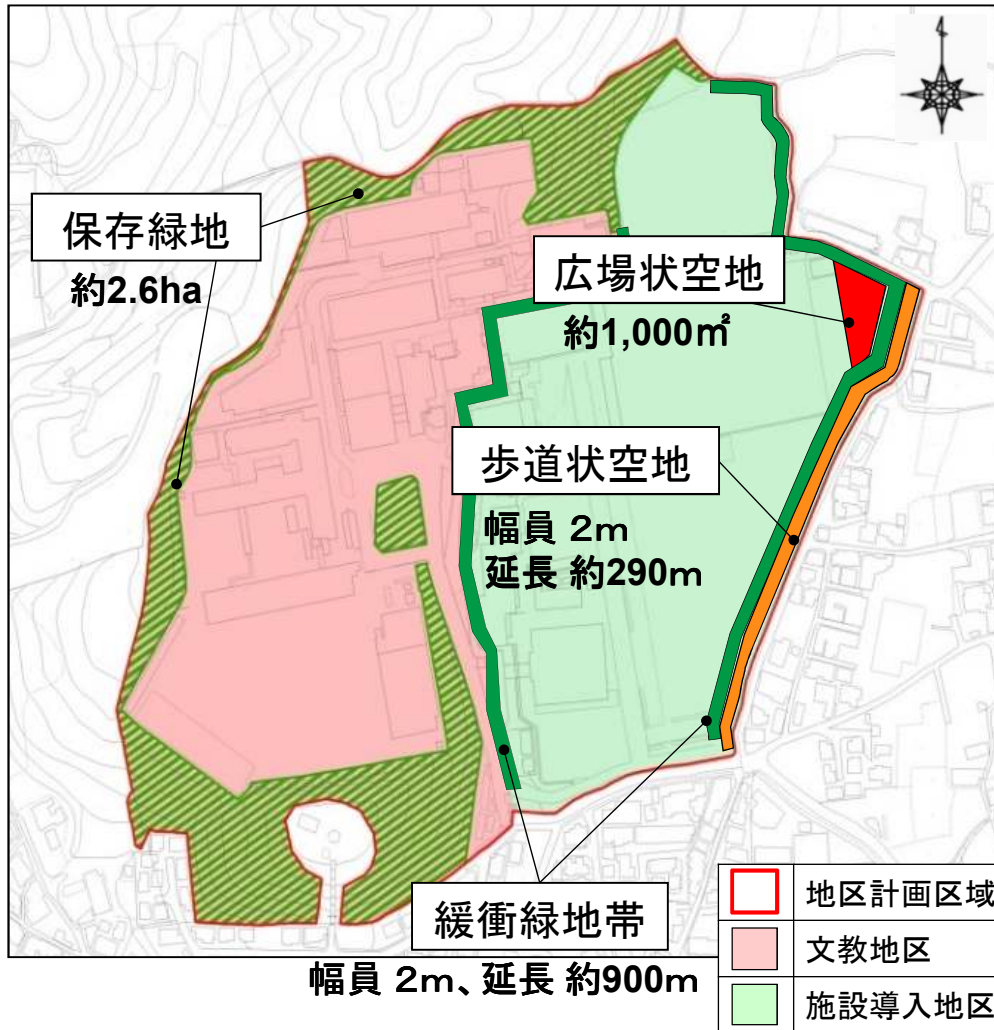 保存緑地
約2.6ha
広場状空地
約1,000㎡
歩道状空地
幅員 2m
延長 約290m
緩衝緑地帯
幅員 2m、延長 約900m
地区計画区域
文教地区
施設導入地区